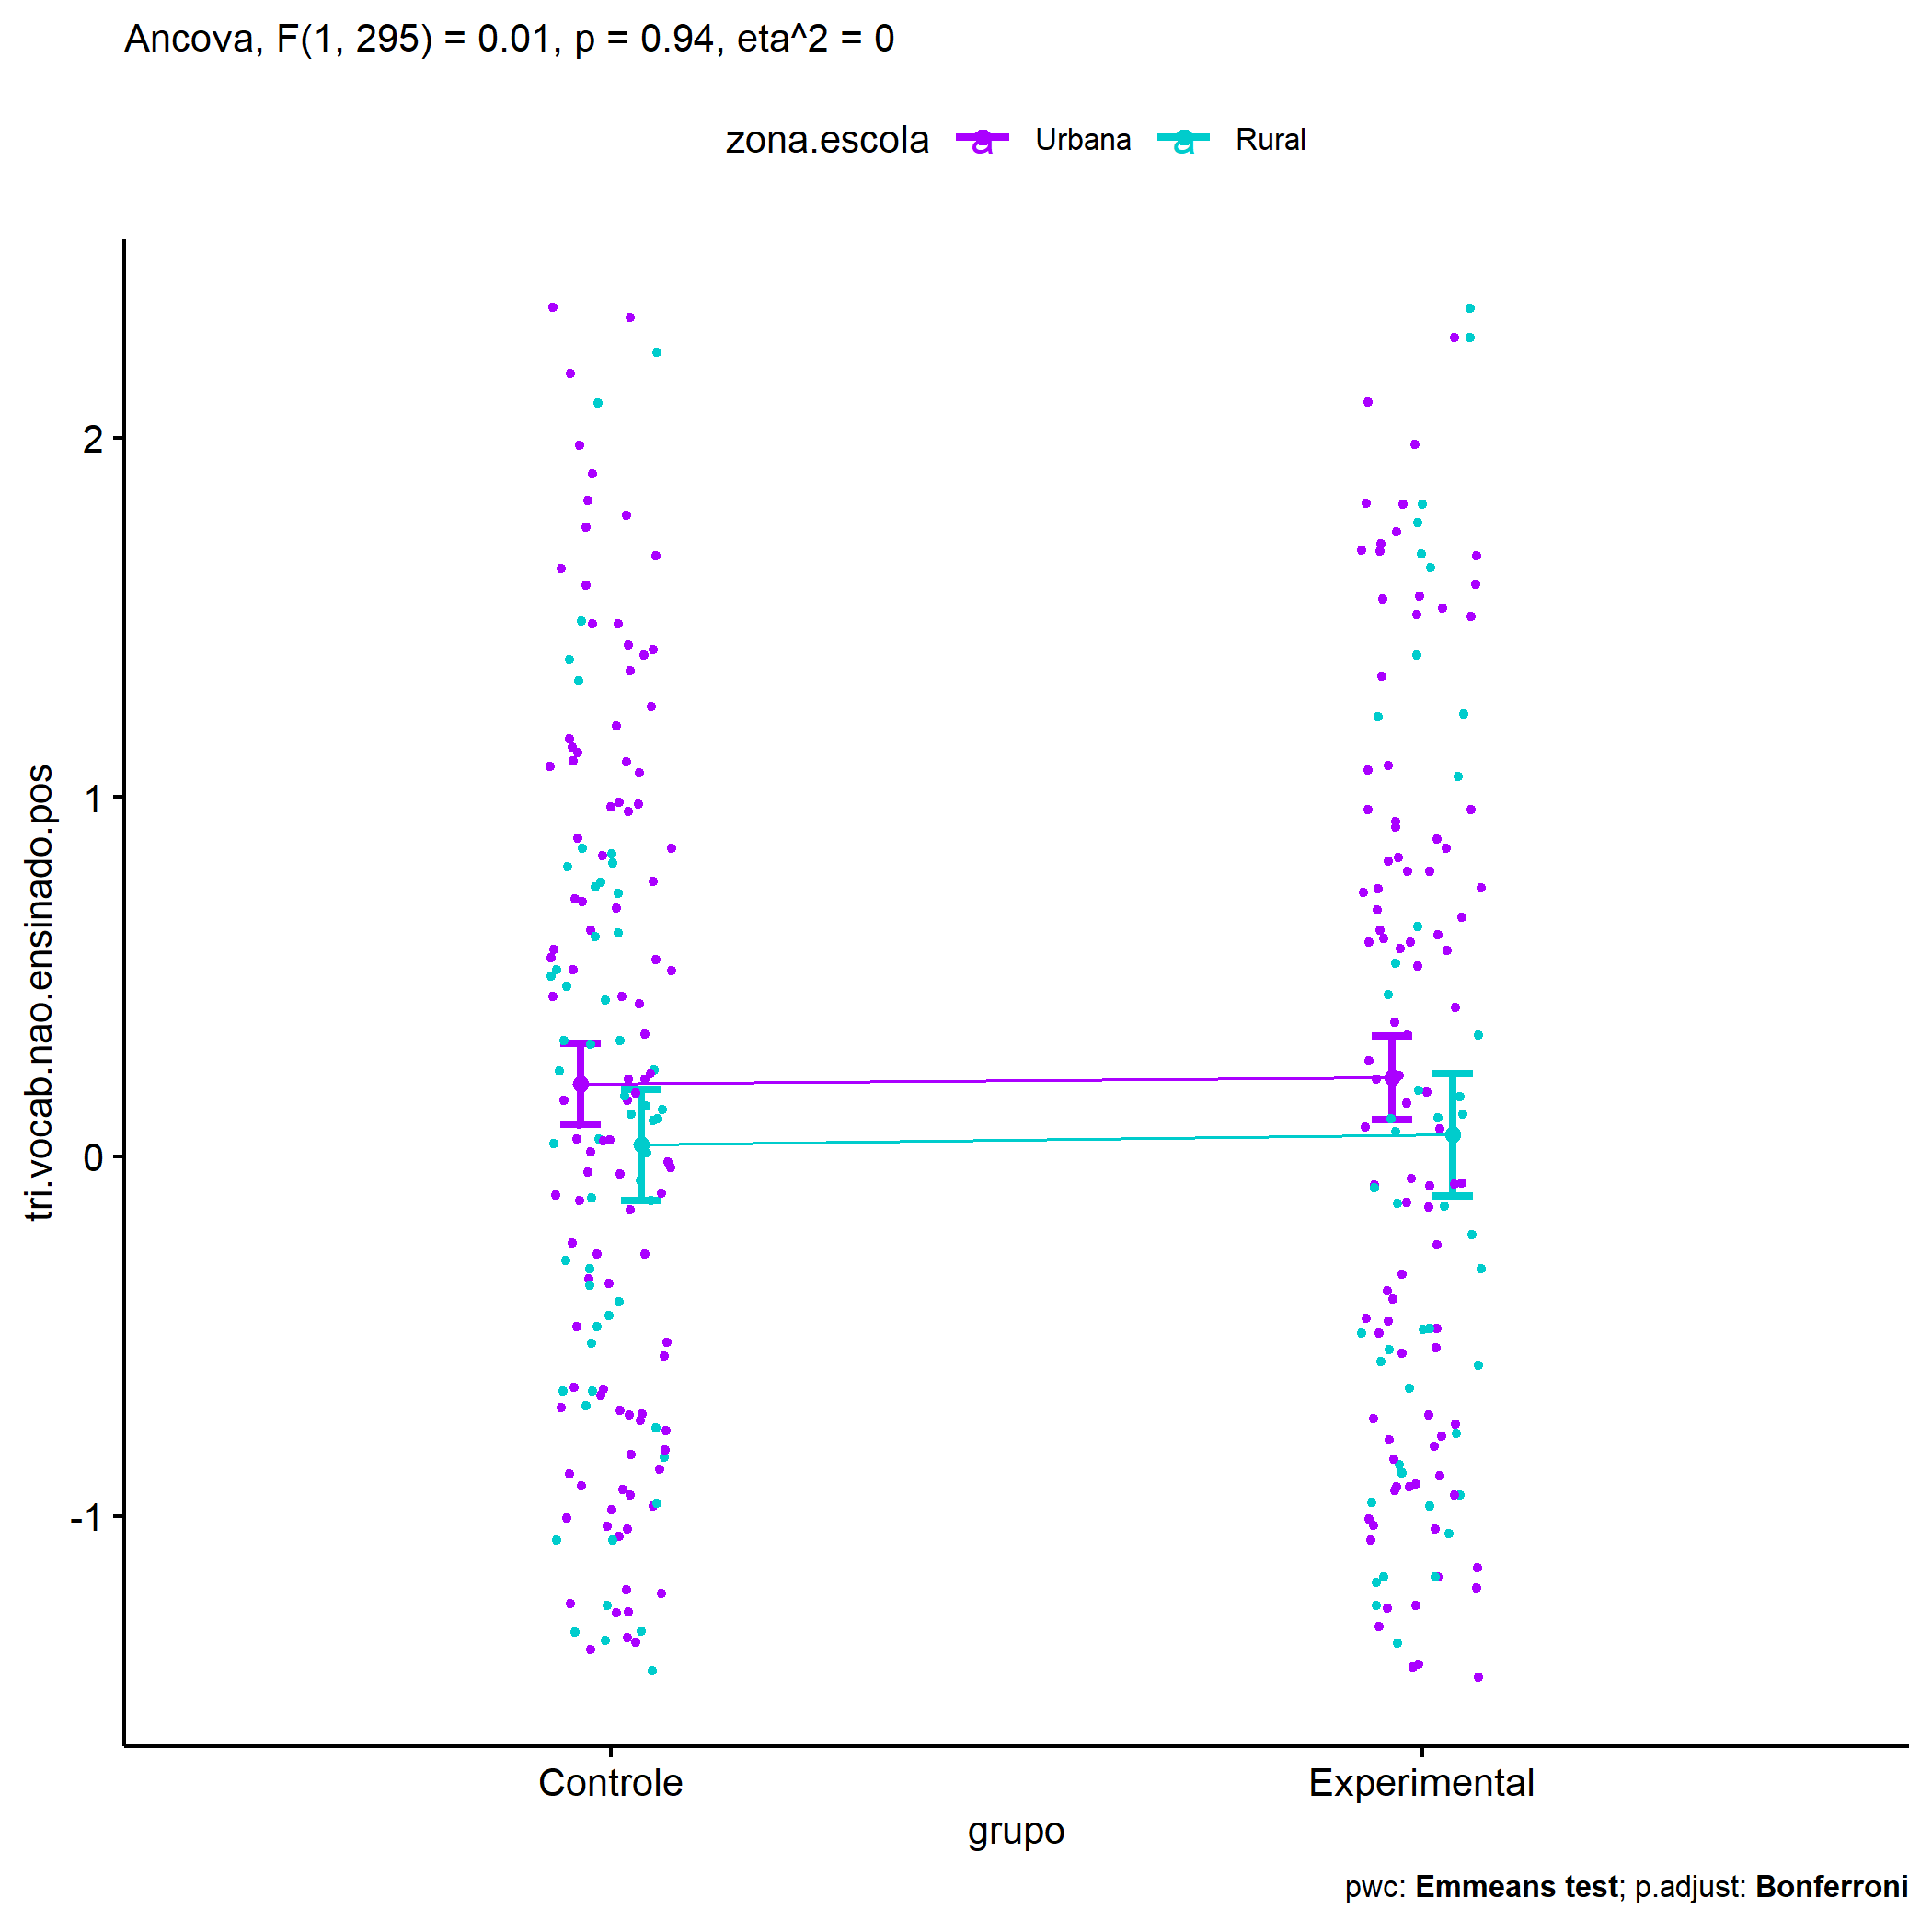 Ancova, F(1, 295) = 0.01, p = 0.94, eta^2 = 0
zona.escola a Urbana a Rural
tri.vocab.nao.ensinado.pos
2
1
0
-1
Controle Experimental
grupo
pwc: Emmeans test; p.adjust: Bonferroni